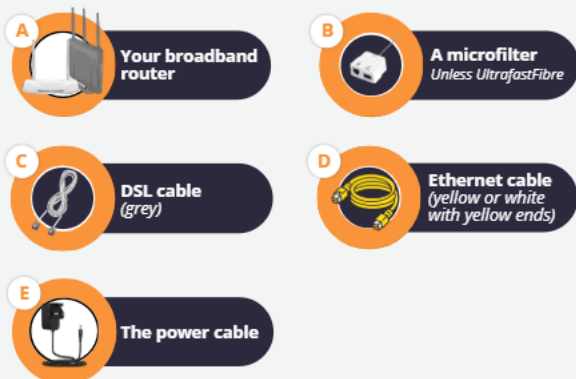 A
Your broadband
router
B
A microfilter
Unless UltrafastFibre
C
DSL cable
(grey)
D
Ethernet cable
(yellow or white
with yellow ends)
E
The power cable